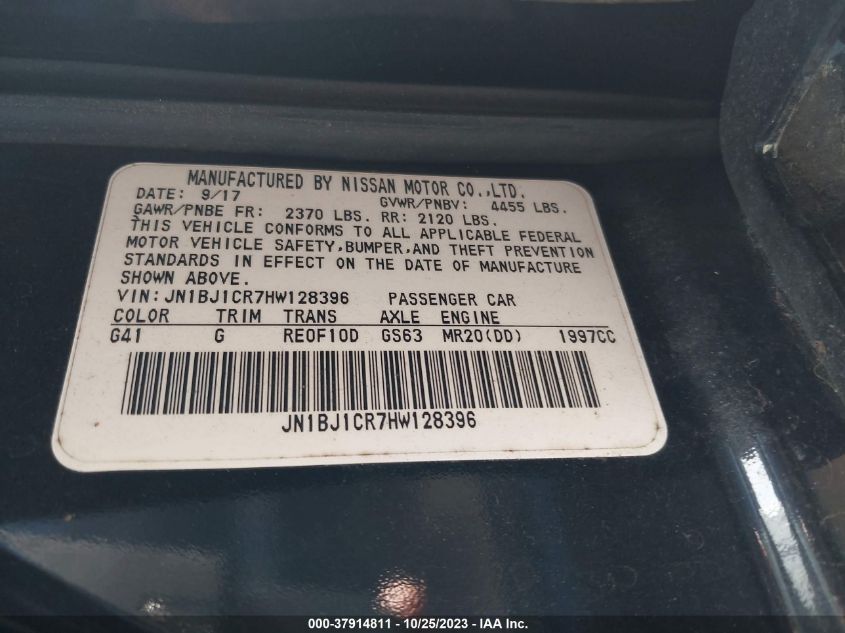 MANUFACTURED BY NISSAN MOTOR CO.,LTD.
DATE: 9/17 GVWR/PNBV: 4455 LBS.
GAWR/PNBE FR: 2370 LBS. RR: 2120 LBS.
THIS VEHICLE CONFORMS TO ALL APPLICABLE FEDERAL
MOTOR VEHICLE SAFETY,BUMPER,AND THEFT PREVENTION
STANDARDS IN EFFECT ON THE DATE OF MANUFACTURE
SHOWN ABOVE.
VIN: JN1BJ1CR7HW128396 PASSENGER CAR
COLOR TRIM TRANS AXLE ENGINE
G41 G RE0F10D GS63 MR20(DD) 1997CC
JN1BJ1CR7HW128396
000-37914811 - 10/25/2023 - IAA Inc.